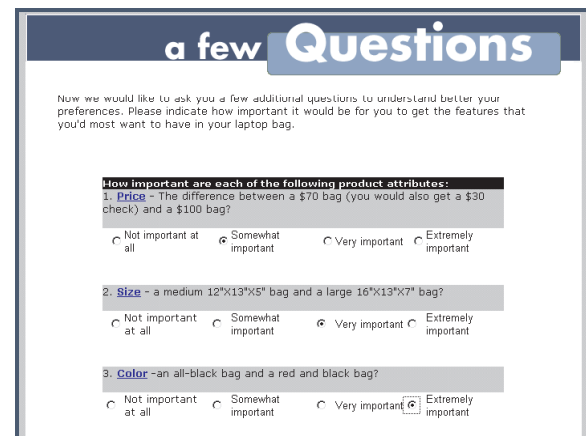 a few Questions
Now we would like to ask you a few additional questions to understand better your
preferences. Please indicate how important it would be for you to get the features that
you'd most want to have in your laptop bag.
How important are each of the following product attributes:
1. Price - The difference between a $70 bag (you would also get a $30
check) and a $100 bag?
Not important at all
Somewhat important
Very important
Extremely important
2. Size - a medium 12"X13"X5" bag and a large 16"X13"X7" bag?
Not important at all
Somewhat important
Very important
Extremely important
3. Color -an all-black bag and a red and black bag?
Not important at all
Somewhat important
Very important
Extremely important